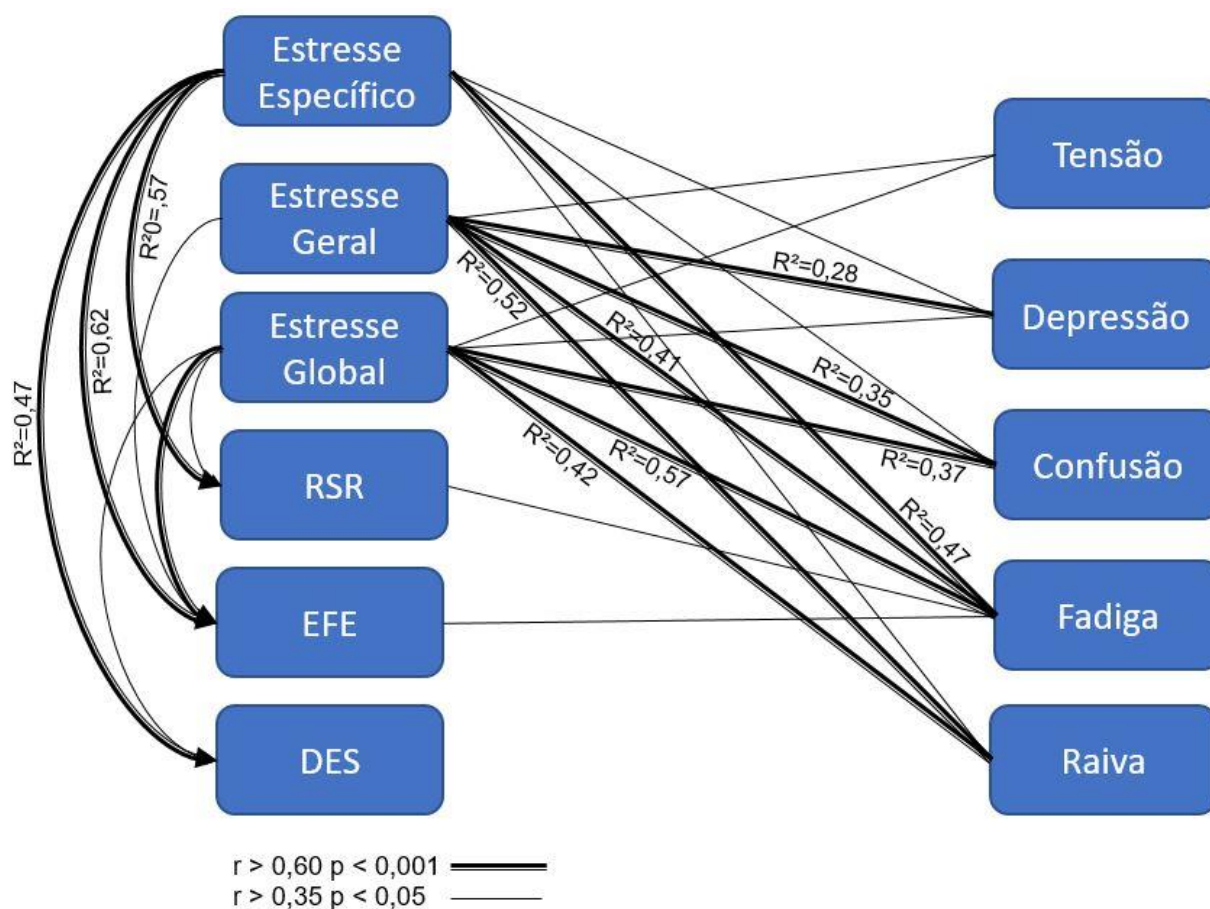 Estresse
Específico
Estresse
Geral
Estresse
Global
RSR
EFE
DES
Tensão
Depressão
Confusão
Fadiga
Raiva
R²=0,47
R²=0,62
R²0=,57
R²=0,28
R²=0,52
R²=0,41
R²=0,35
R²=0,37
R²=0,57
R²=0,42
R²=0,47
r > 0,60 p < 0,001
r > 0,35 p < 0,05